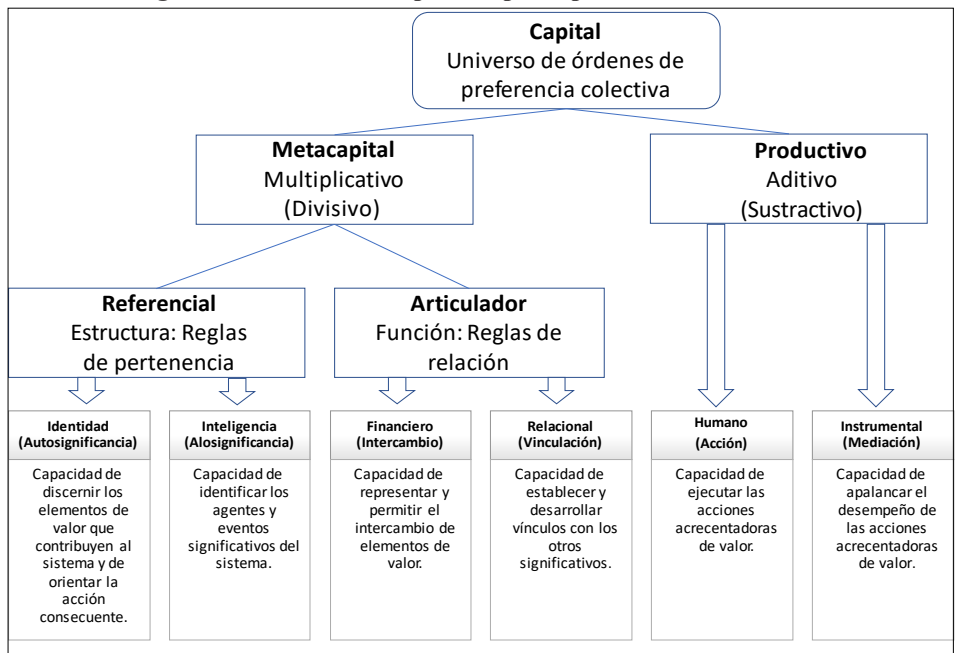 Capital
Universo de órdenes de
preferencia colectiva
Metacapital
Multiplicativo
(Divisivo)
Productivo
Aditivo
(Sustractivo)
Referencial
Estructura: Reglas
de pertenencia
Articulador
Función: Reglas de
relación
Identidad
(Autosignificancia)
Capacidad de
discernir los
elementos de
valor que
contribuyen al
sistema y de
orientar la
acción
consecuente.
Inteligencia
(Alosignificancia)
Capacidad de
identificar los
agentes y
eventos
significativos del
sistema.
Financiero
(Intercambio)
Capacidad de
representar y
permitir el
intercambio de
elementos de
valor.
Relacional
(Vinculación)
Capacidad de
establecer y
desarrollar
vínculos con los
otros
significativos.
Humano
(Acción)
Capacidad de
ejecutar las
acciones
acrecentadoras
de valor.
Instrumental
(Mediación)
Capacidad de
apalancar el
desempeño de
las acciones
acrecentadoras
de valor.